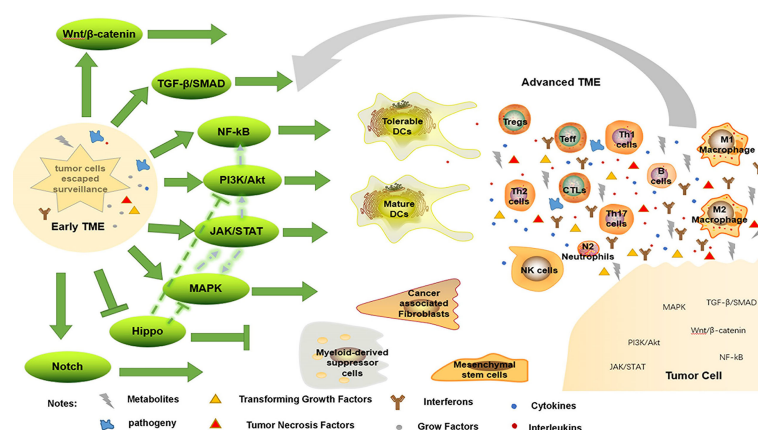 Wnt/β-catenin
TGF-β/SMAD
NF-kB
PI3K/Akt
JAK/STAT
MAPK
Hippo
Notch
tumor cells
escaped
surveillance
Early TME
Tolerable
DCs
Mature
DCs
Cancer
associated
Fibroblasts
Myeloid-derived
suppressor
cells
Mesenchymal
stem cells
Advanced TME
Tregs
Teff
Th1
cells
M1
Macrophage
Th2
cells
CTLs
B
cells
Th17
cells
M2
Macrophage
N2
Neutrophils
NK cells
MAPK
TGF-β/SMAD
Wnt/β-catenin
PI3K/Akt
NF-kB
JAK/STAT
Tumor Cell
Notes:
Metabolites
Transforming Growth Factors
Interferons
Cytokines
pathogeny
Tumor Necrosis Factors
Grow Factors
Interleukins